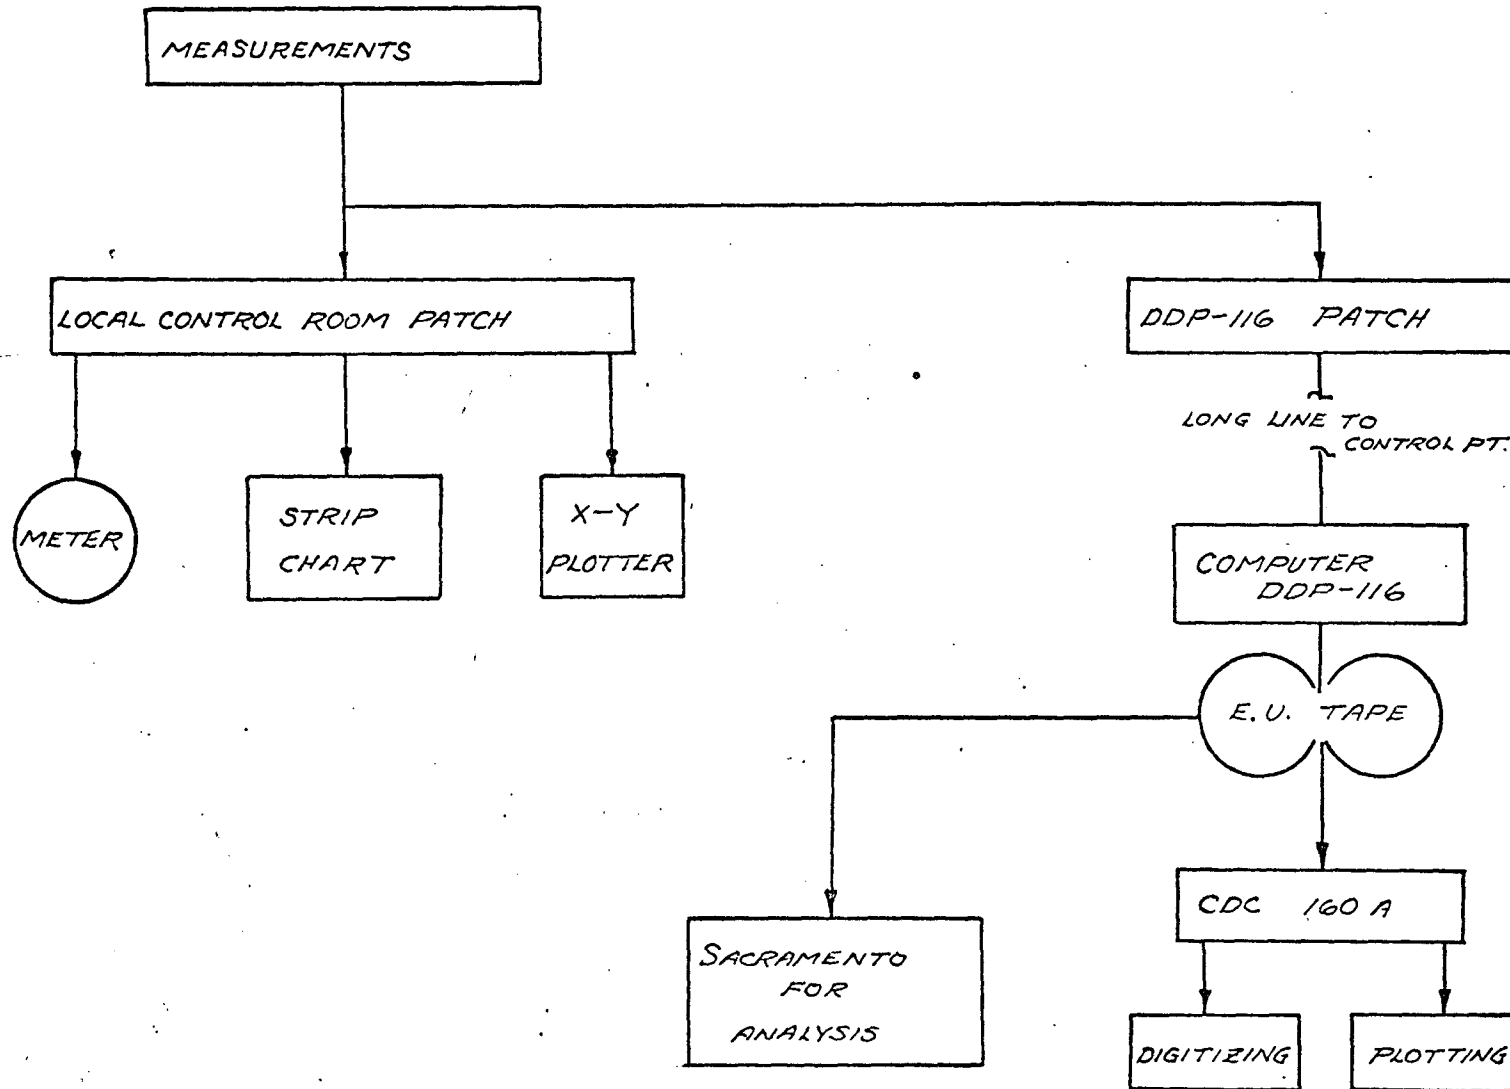 MEASUREMENTS
LOCAL CONTROL ROOM PATCH
DDP-116 PATCH
LONG LINE TO
CONTROL PT.
METER
STRIP
CHART
X-Y
PLOTTER
COMPUTER
DDP-116
E.U. TAPE
CDC 160 A
SACRAMENTO
FOR
ANALYSIS
DIGITIZING
PLOTTING